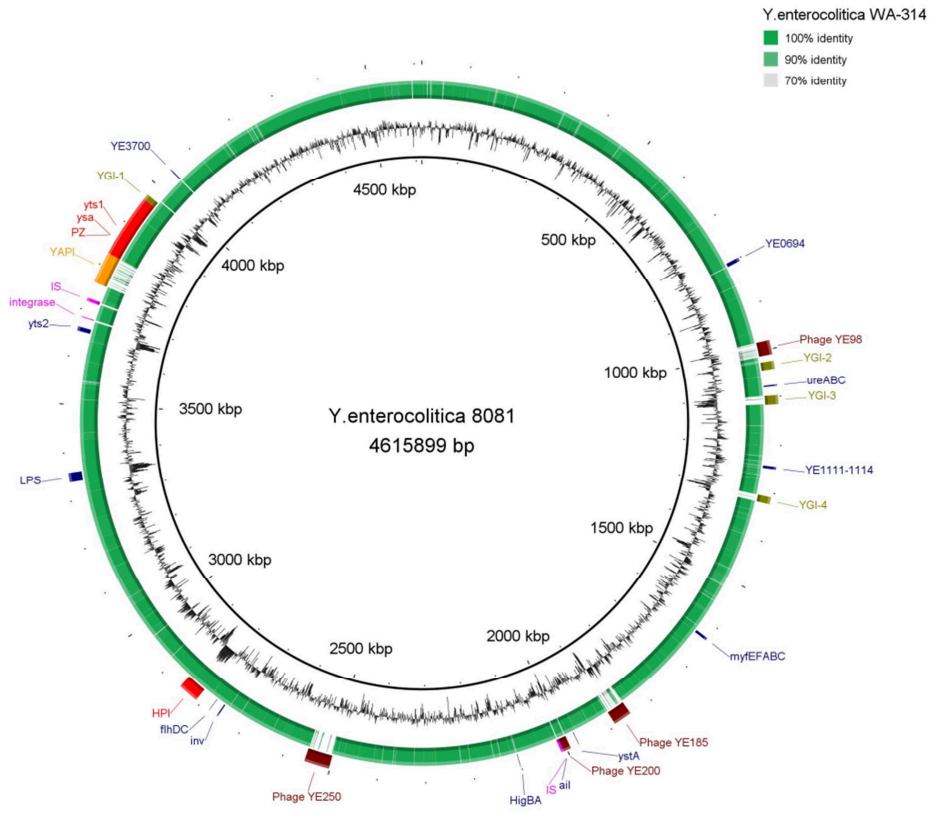 Y.enterocolitica WA-314
100% identity
90% identity
70% identity
YE3700
YGI-1
yts1
ysa
PZ
YAPI
IS
integrase
yts2
LPS
HPI
flhDC
inv
Phage YE250
HigBA
IS
ail
Phage YE200
ystA
Phage YE185
myfEFABC
YGI-4
YE1111-1114
YGI-3
ureABC
YGI-2
Phage YE98
YE0694
4500 kbp
500 kbp
4000 kbp
1000 kbp
3500 kbp
Y.enterocolitica 8081
4615899 bp
1500 kbp
3000 kbp
2000 kbp
2500 kbp